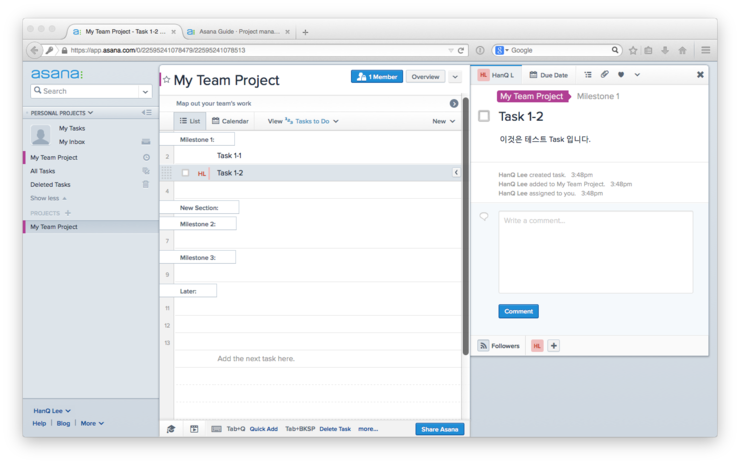 My Team Project - Task 1-2 ...
Asana Guide - Project mana...
https://app.asana.com/0/22595241078479/22595241078513
Google
asana:
Search
PERSONAL PROJECTS
My Tasks
My Inbox
My Team Project
All Tasks
Deleted Tasks
Show less
PROJECTS +
My Team Project
HanQ Lee
Help Blog More
My Team Project
1 Member
Overview
Map out your team's work
List
Calendar
View Tasks to Do
New
Milestone 1:
2 Task 1-1
HL Task 1-2
4
New Section:
Milestone 2:
7
Milestone 3:
9
Later:
11
12
13
Add the next task here.
Tab+Q Quick Add Tab+BKSP Delete Task more...
Share Asana
HL HanQ L
Due Date
My Team Project Milestone 1
Task 1-2
이것은 테스트 Task 입니다.
HanQ Lee created task. 3:48pm
HanQ Lee added to My Team Project. 3:48pm
HanQ Lee assigned to you. 3:48pm
Write a comment...
Comment
Followers HL +